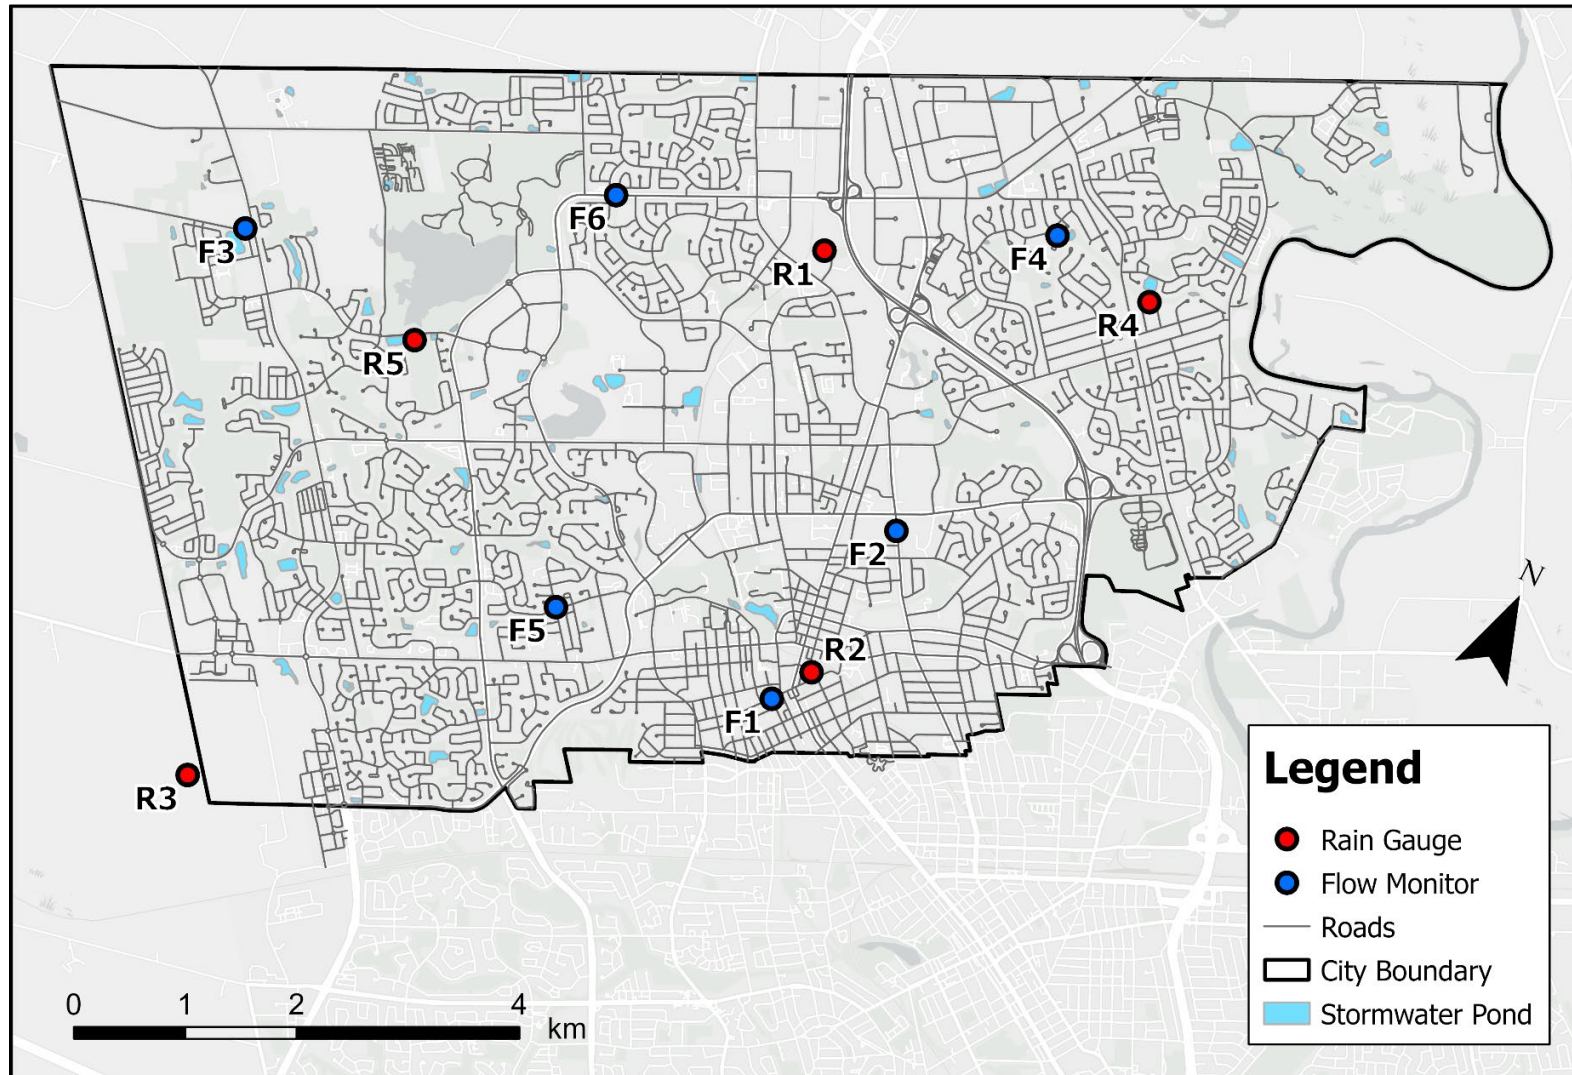 F6
F3
R1
F4
R4
R5
F2
N
F5
R2
F1
R3
Legend
Rain Gauge
Flow Monitor
Roads
City Boundary
Stormwater Pond
0 1 2 4
km